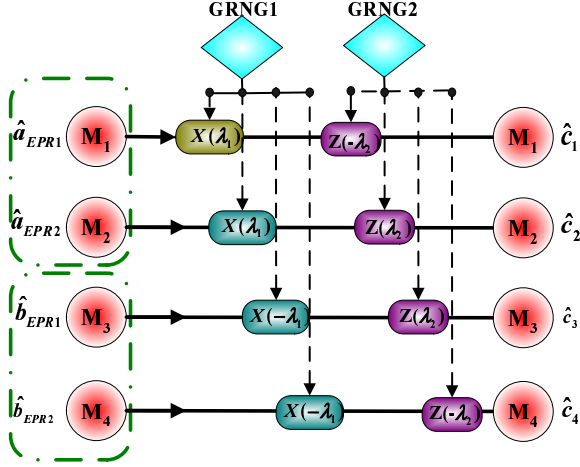 GRNG1 GRNG2
â_EPR1 M₁ X(λ₁) Z(-λ₂) M₁ ĉ₁
â_EPR2 M₂ X(λ₁) Z(λ₂) M₂ ĉ₂
b̂_EPR1 M₃ X(−λ₁) Z(λ₂) M₃ ĉ₃
b̂_EPR2 M₄ X(−λ₁) Z(-λ₂) M₄ ĉ₄